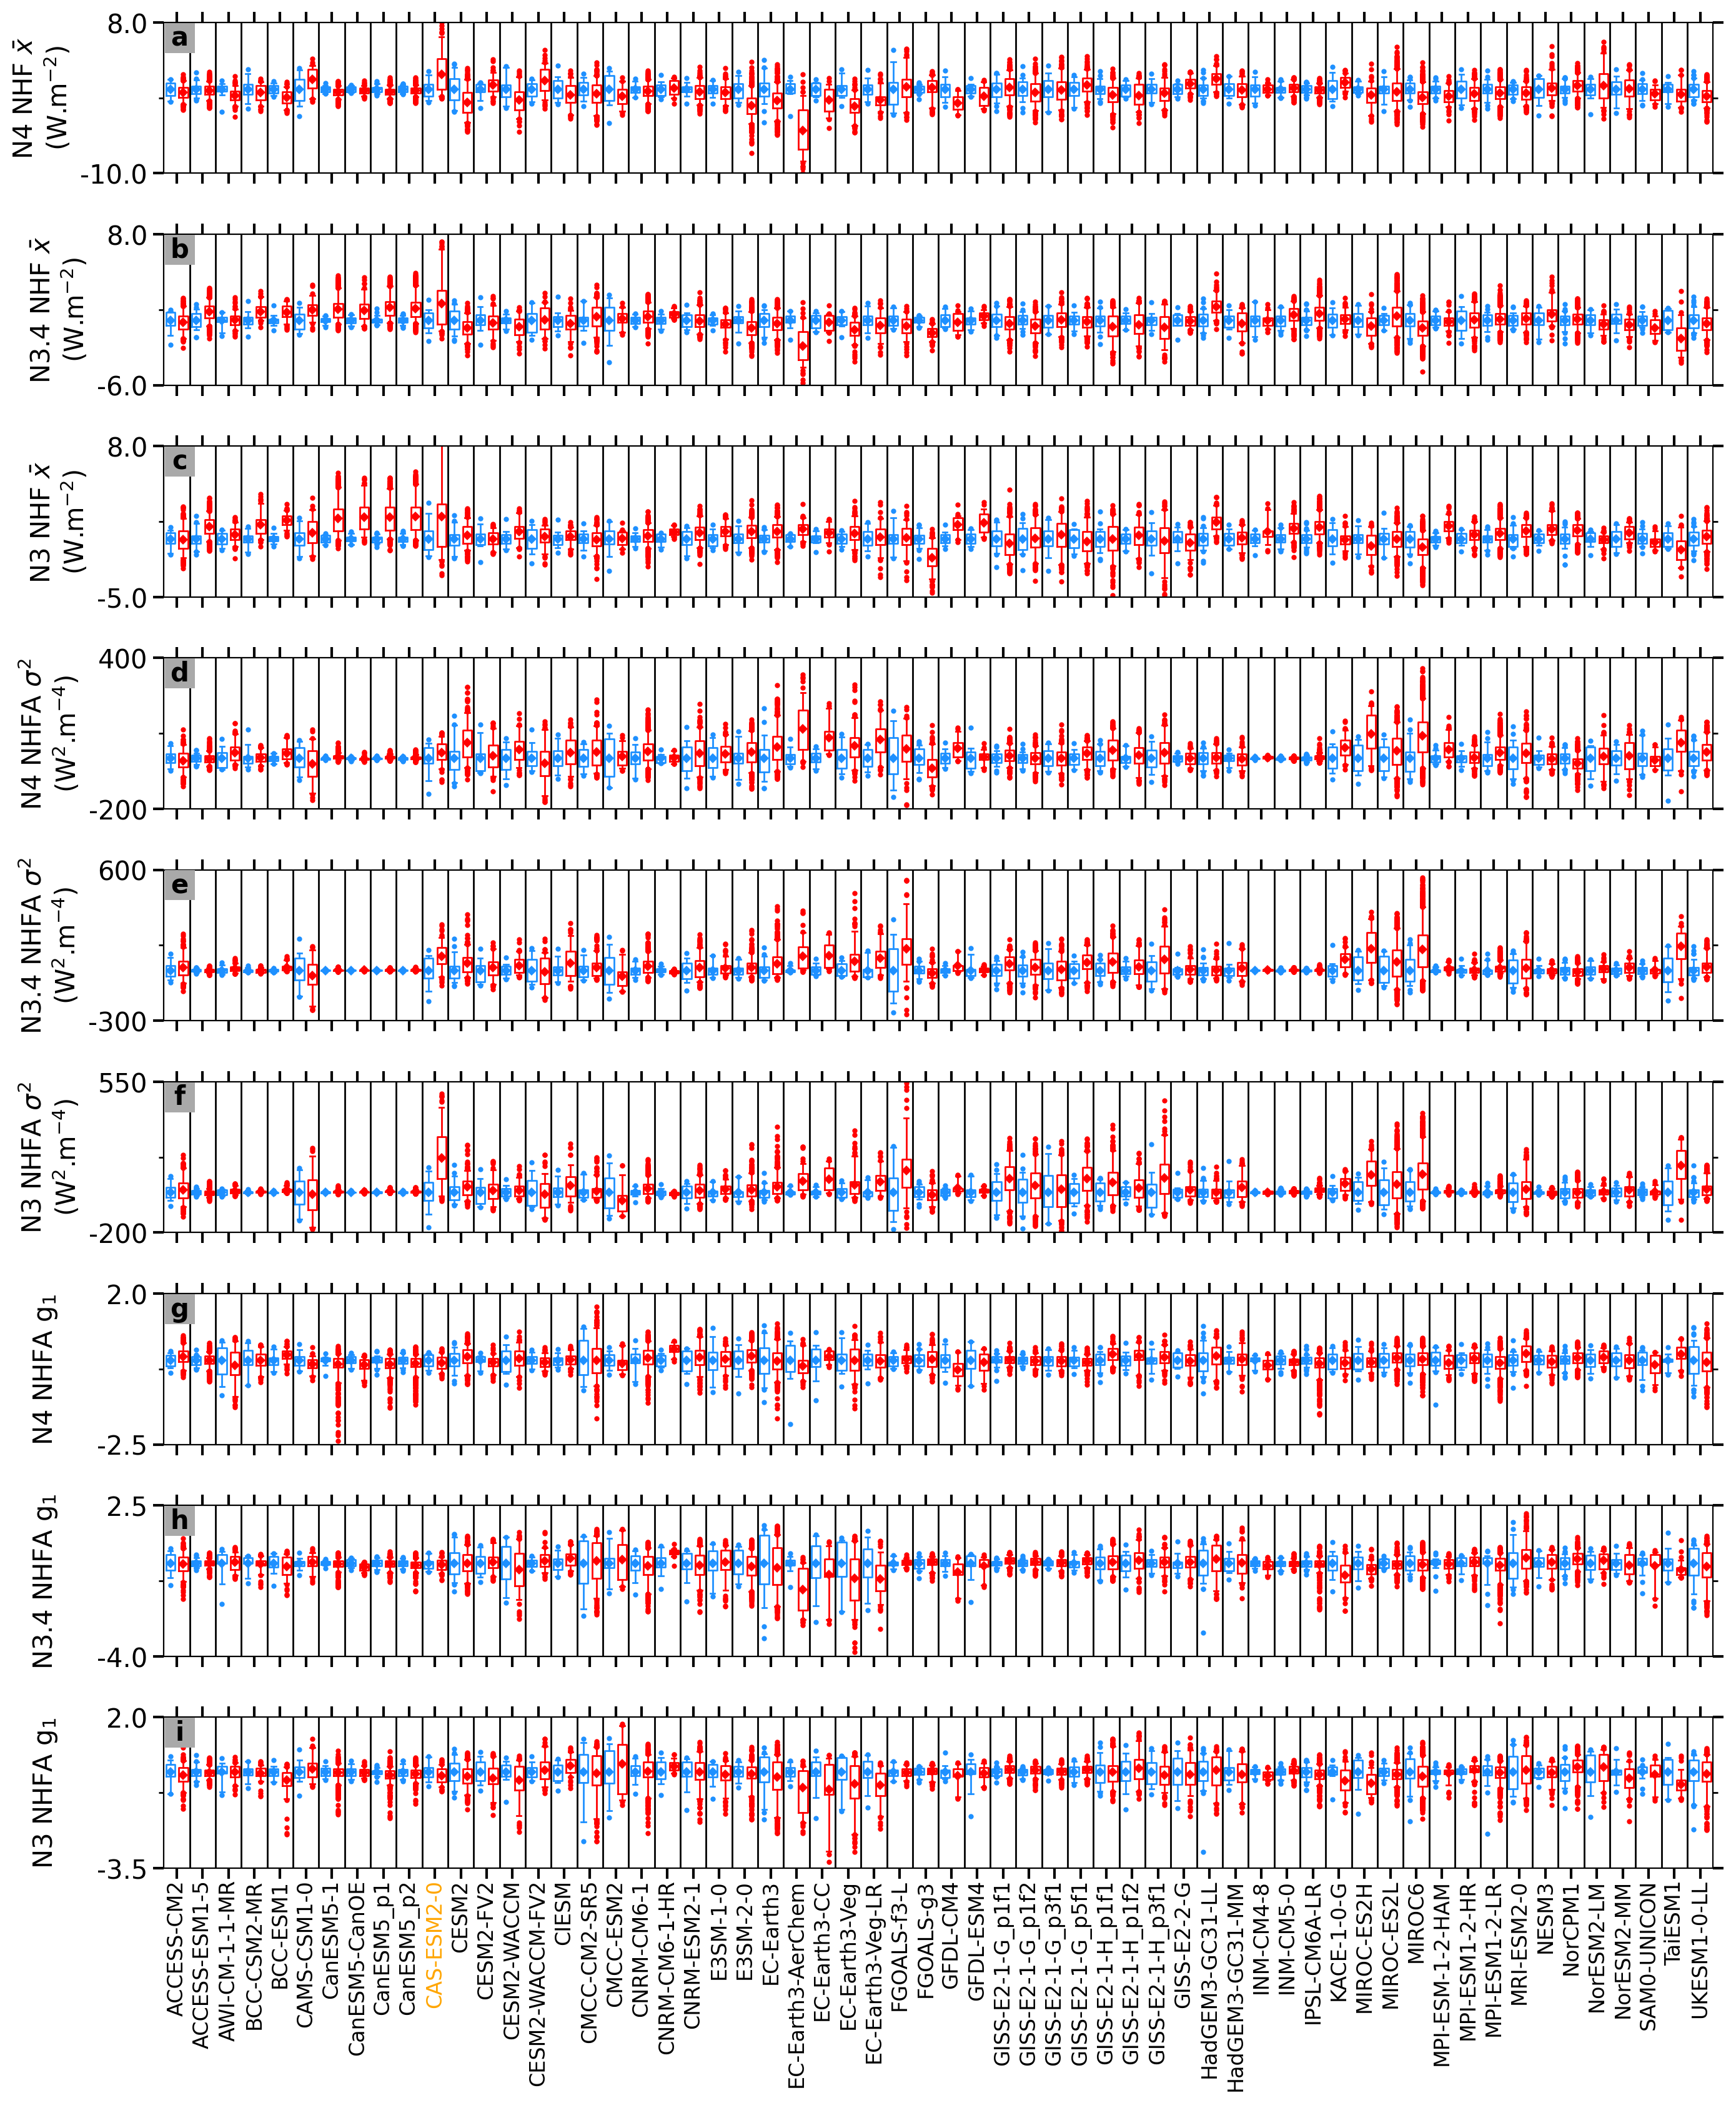 N4 NHF x̄
(W.m⁻²)
8.0
-10.0
a
N3.4 NHF x̄
(W.m⁻²)
8.0
-6.0
b
N3 NHF x̄
(W.m⁻²)
8.0
-5.0
c
N4 NHFA σ²
(W².m⁻⁴)
400
-200
d
N3.4 NHFA σ²
(W².m⁻⁴)
600
-300
e
N3 NHFA σ²
(W².m⁻⁴)
550
-200
f
N4 NHFA g₁
2.0
-2.5
g
N3.4 NHFA g₁
2.5
-4.0
h
N3 NHFA g₁
2.0
-3.5
i
ACCESS-CM2
ACCESS-ESM1-5
AWI-CM-1-1-MR
BCC-CSM2-MR
BCC-ESM1
CAMS-CSM1-0
CanESM5-1
CanESM5-CanOE
CanESM5_p1
CanESM5_p2
CAS-ESM2-0
CESM2
CESM2-FV2
CESM2-WACCM
CESM2-WACCM-FV2
CIESM
CMCC-CM2-SR5
CMCC-ESM2
CNRM-CM6-1
CNRM-CM6-1-HR
CNRM-ESM2-1
E3SM-1-0
E3SM-2-0
EC-Earth3
EC-Earth3-AerChem
EC-Earth3-CC
EC-Earth3-Veg
EC-Earth3-Veg-LR
FGOALS-f3-L
FGOALS-g3
GFDL-CM4
GFDL-ESM4
GISS-E2-1-G_p1f1
GISS-E2-1-G_p1f2
GISS-E2-1-G_p3f1
GISS-E2-1-G_p5f1
GISS-E2-1-H_p1f1
GISS-E2-1-H_p1f2
GISS-E2-1-H_p3f1
GISS-E2-2-G
HadGEM3-GC31-LL
HadGEM3-GC31-MM
INM-CM4-8
INM-CM5-0
IPSL-CM6A-LR
KACE-1-0-G
MIROC-ES2H
MIROC-ES2L
MIROC6
MPI-ESM-1-2-HAM
MPI-ESM1-2-HR
MPI-ESM1-2-LR
MRI-ESM2-0
NESM3
NorCPM1
NorESM2-LM
NorESM2-MM
SAM0-UNICON
TaiESM1
UKESM1-0-LL